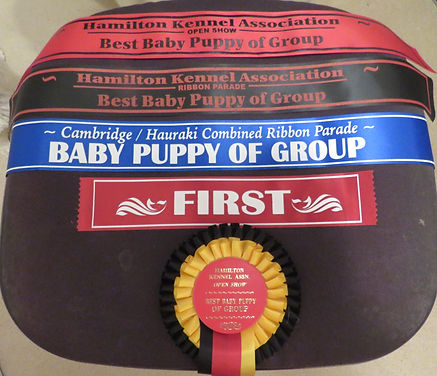 Hamilton Kennel Association
OPEN SHOW
Best Baby Puppy of Group
~ Hamilton Kennel Association ~
RIBBON PARADE
Best Baby Puppy of Group
~ Cambridge / Hauraki Combined Ribbon Parade ~
BABY PUPPY OF GROUP
FIRST
HAMILTON
KENNEL ASSN.
OPEN SHOW
BEST BABY PUPPY
OF GROUP